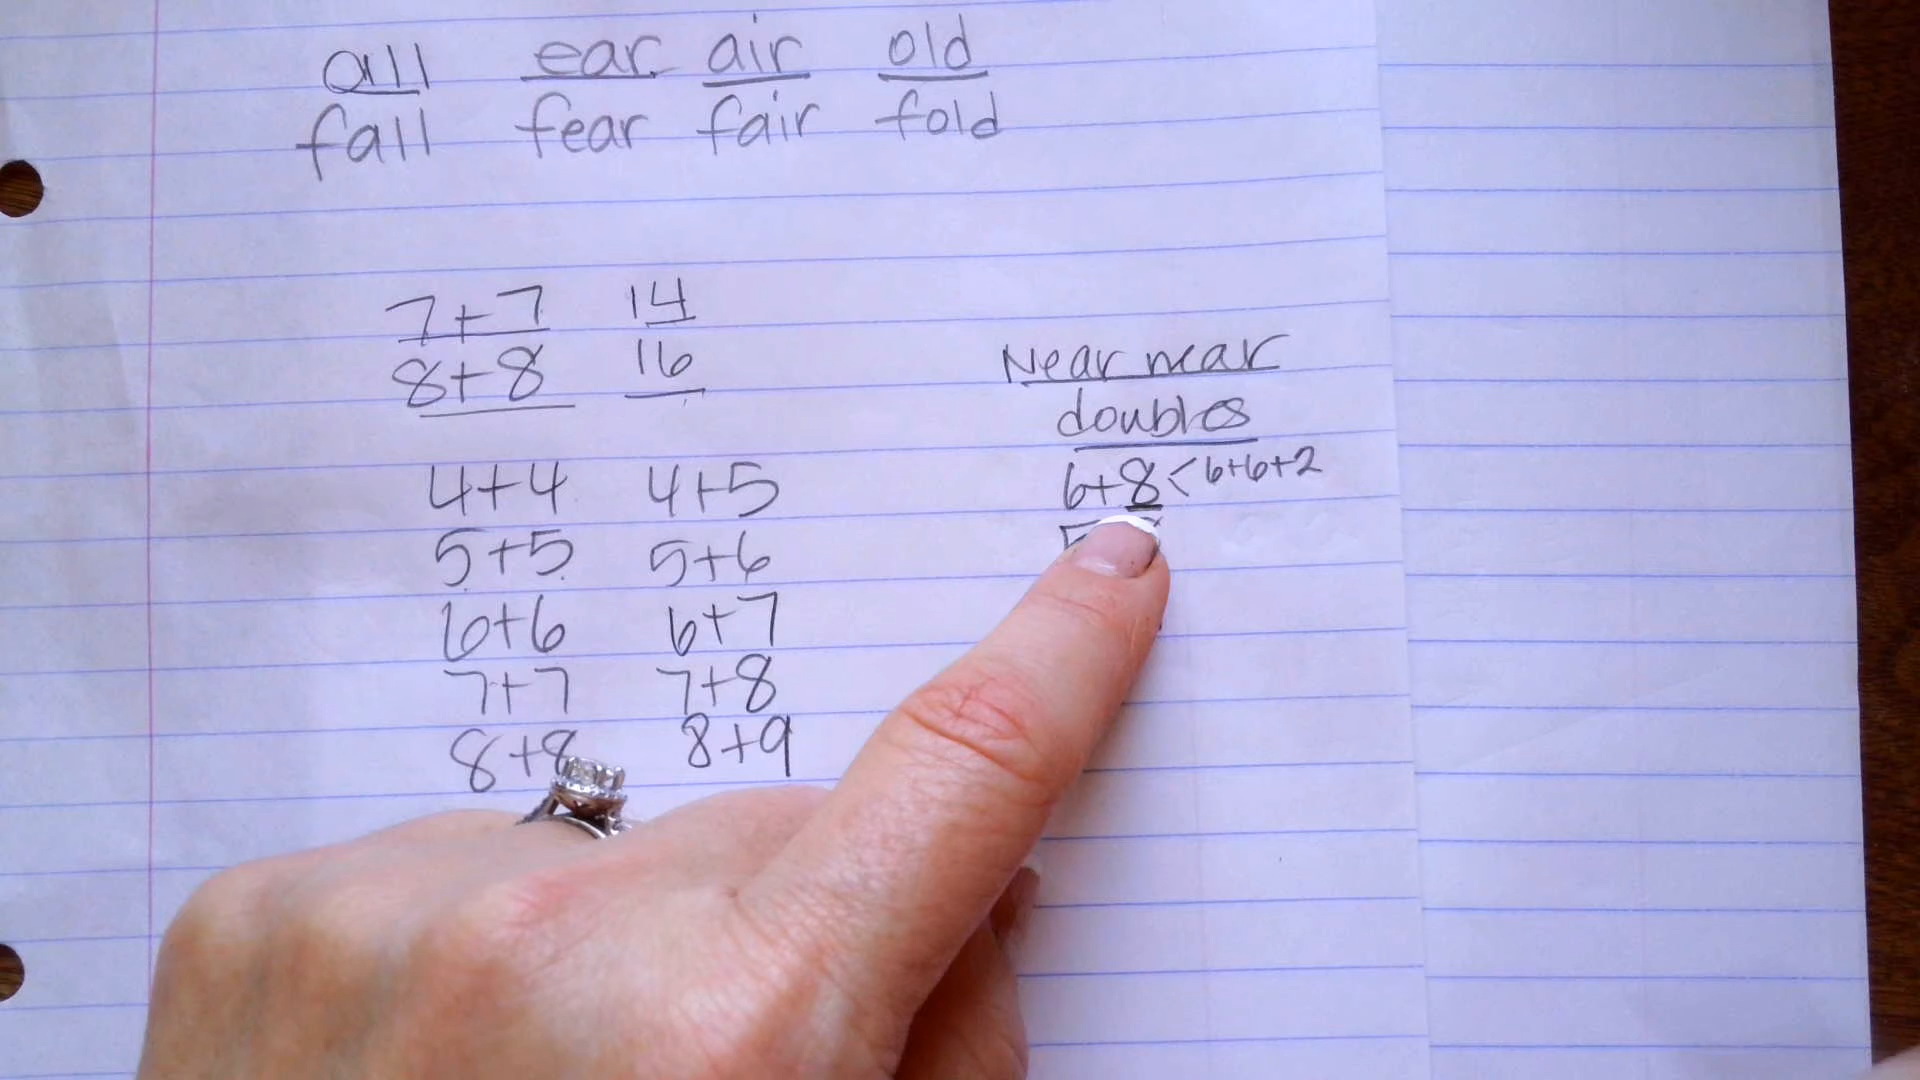 all ear air old
fall fear fair fold
7+7 14
8+8 16
4+4 4+5
5+5 5+6
6+6 6+7
7+7 7+8
8+8 8+9
Near near
doubles
6+8<6+6+2